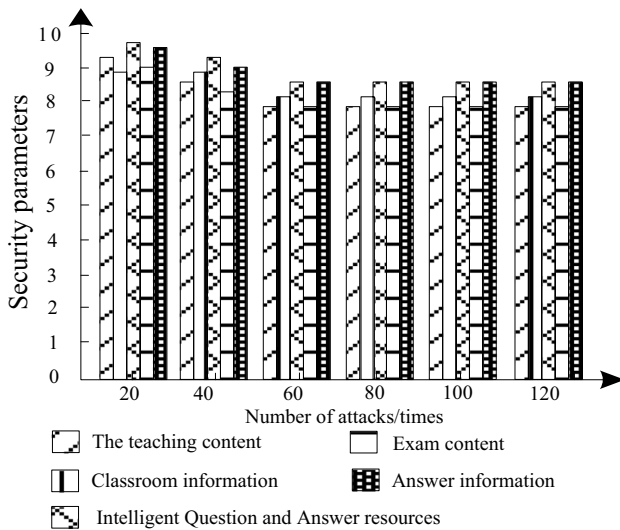 Security parameters
10
9
8
7
6
5
4
3
2
1
0
20 40 60 80 100 120
Number of attacks/times
The teaching content Exam content
Classroom information Answer information
Intelligent Question and Answer resources